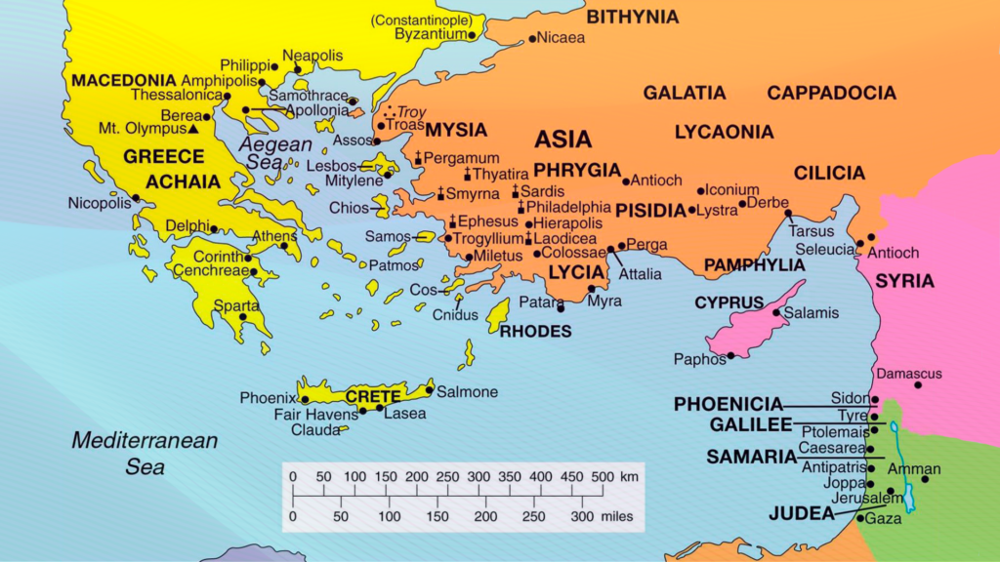 BITHYNIA
(Constantinople)
Byzantium
Nicaea
Neapolis
Philippi
MACEDONIA
Amphipolis
Thessalonica
Samothrace
Apollonia
GALATIA
CAPPADOCIA
Troy
Berea
Mt. Olympus
Troas
MYSIA
LYCAONIA
Assos
ASIA
Aegean
Sea
GREECE
Pergamum
Lesbos
PHRYGIA
Thyatira
CILICIA
ACHAIA
Mitylene
Antioch
Iconium
Smyrna
Sardis
Nicopolis
Chios
Philadelphia
PISIDIA
Lystra
Derbe
Delphi
Ephesus
Hierapolis
Athens
Samos
Trogyllium
Laodicea
Tarsus
Perga
Seleucia
Antioch
Corinth
Miletus
Colossae
Cenchreae
Patmos
LYCIA
Attalia
PAMPHYLIA
SYRIA
Cos
Sparta
Cnidus
Patara
Myra
CYPRUS
Salamis
RHODES
Paphos
Damascus
Phoenix
CRETE
Salmone
Sidon
PHOENICIA
Fair Havens
Lasea
Tyre
GALILEE
Clauda
Ptolemais
Mediterranean
Sea
Caesarea
SAMARIA
Antipatris
Amman
0 50 100 150 200 250 300 350 400 450 500 km
Joppa
Jerusalem
0 50 100 150 200 250 300 miles
JUDEA
Gaza